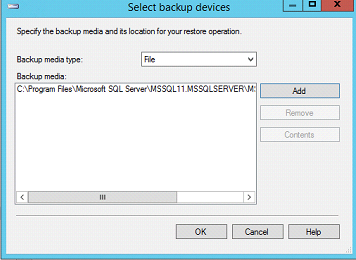 Select backup devices
Specify the backup media and its location for your restore operation.
Backup media type:
File
Backup media:
C:\Program Files\Microsoft SQL Server\MSSQL11.MSSQLSERVER\MS
Add
Remove
Contents
OK
Cancel
Help